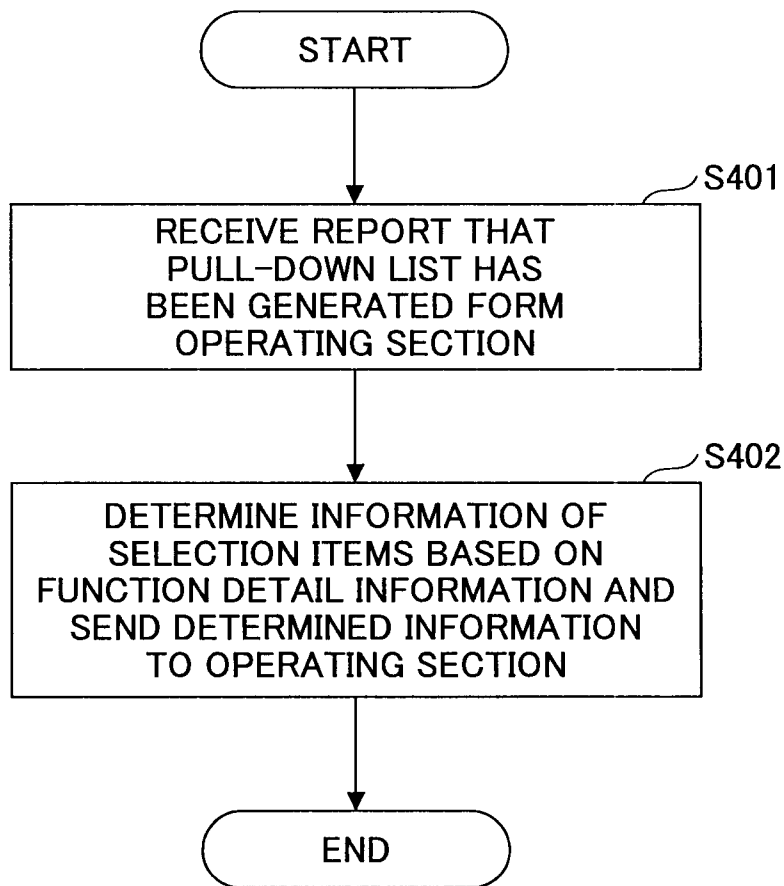 START
S401
RECEIVE REPORT THAT
PULL-DOWN LIST HAS
BEEN GENERATED FORM
OPERATING SECTION
S402
DETERMINE INFORMATION OF
SELECTION ITEMS BASED ON
FUNCTION DETAIL INFORMATION AND
SEND DETERMINED INFORMATION
TO OPERATING SECTION
END